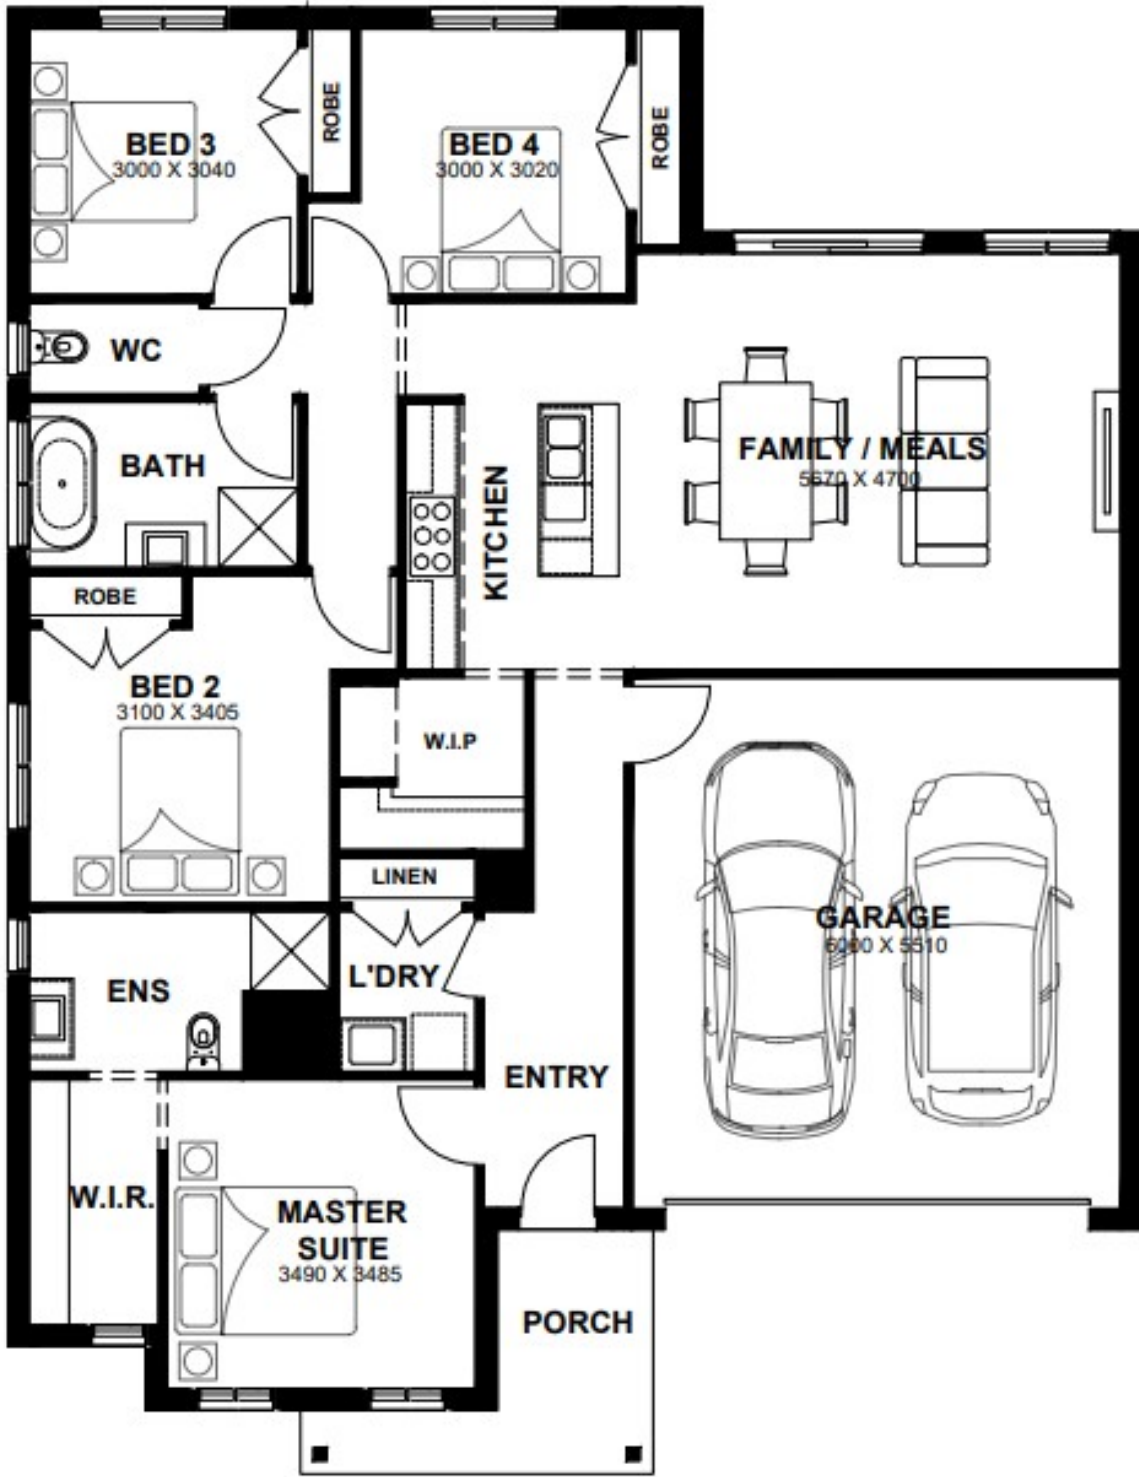 BED 3
3000 X 3040
ROBE
BED 4
3000 X 3020
ROBE
WC
BATH
KITCHEN
FAMILY / MEALS
5670 X 4700
ROBE
BED 2
3100 X 3405
W.I.P
LINEN
L'DRY
ENS
GARAGE
6000 X 5510
ENTRY
W.I.R.
MASTER
SUITE
3490 X 3485
PORCH